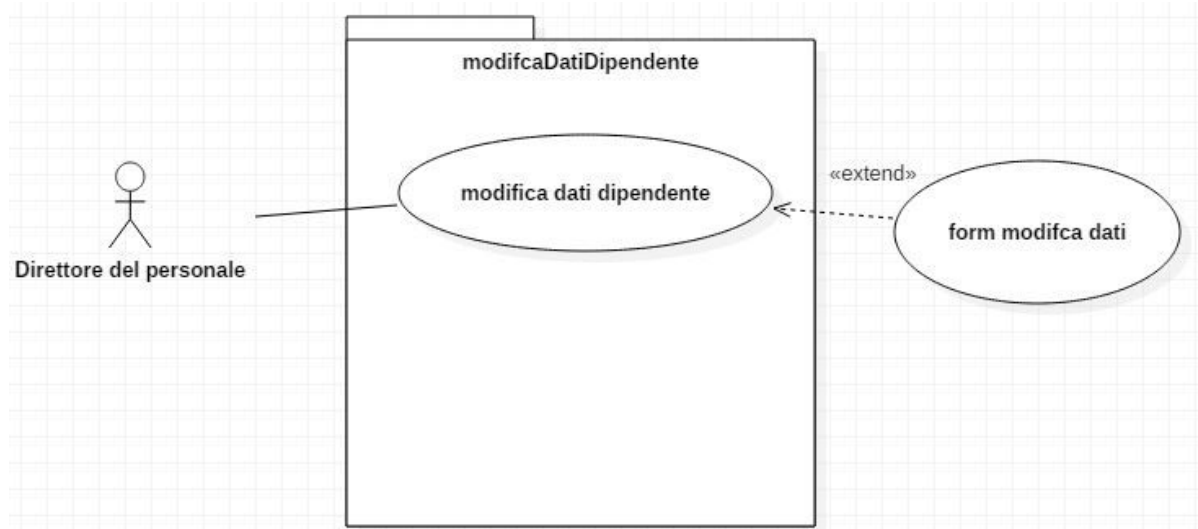 modifcaDatiDipendente
modifica dati dipendente
«extend»
form modifca dati
Direttore del personale